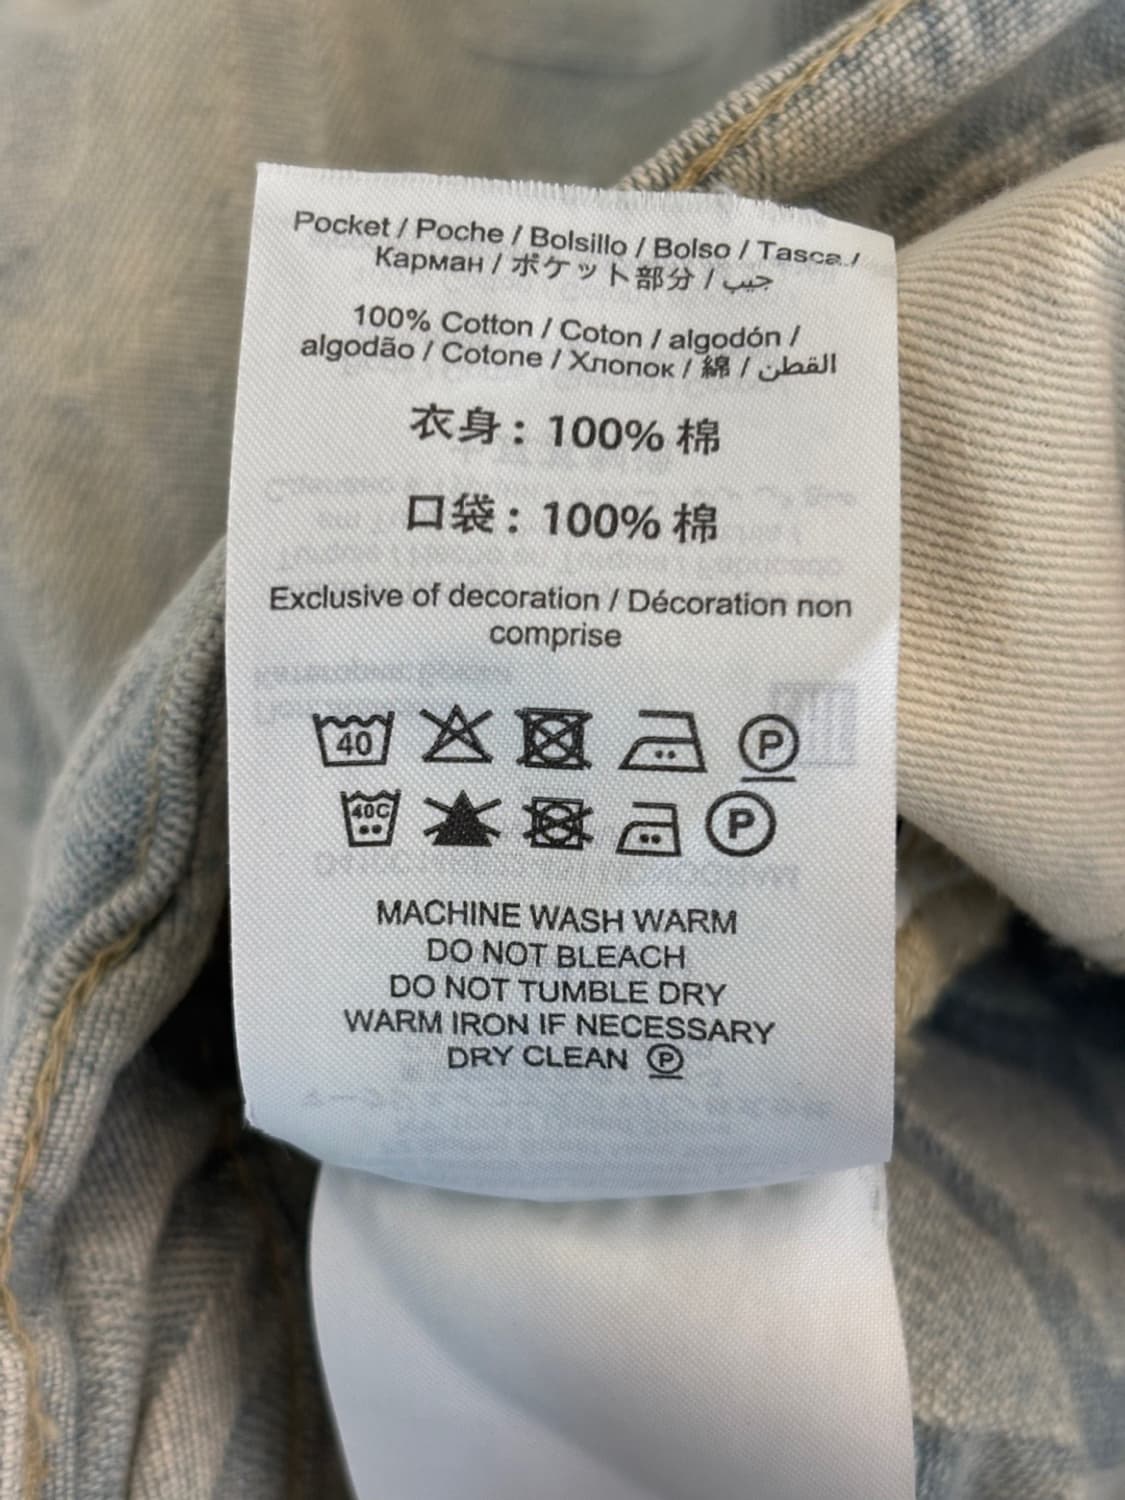 Pocket / Poche / Bolsillo / Bolso / Tasca /
Карман / ポケット部分 / جيب
100% Cotton / Coton / algodón /
algodão / Cotone / Хлопок / 綿 / القطن
衣身: 100% 棉
口袋: 100% 棉
Exclusive of decoration / Décoration non
comprise
40 P
40C P
MACHINE WASH WARM
DO NOT BLEACH
DO NOT TUMBLE DRY
WARM IRON IF NECESSARY
DRY CLEAN P